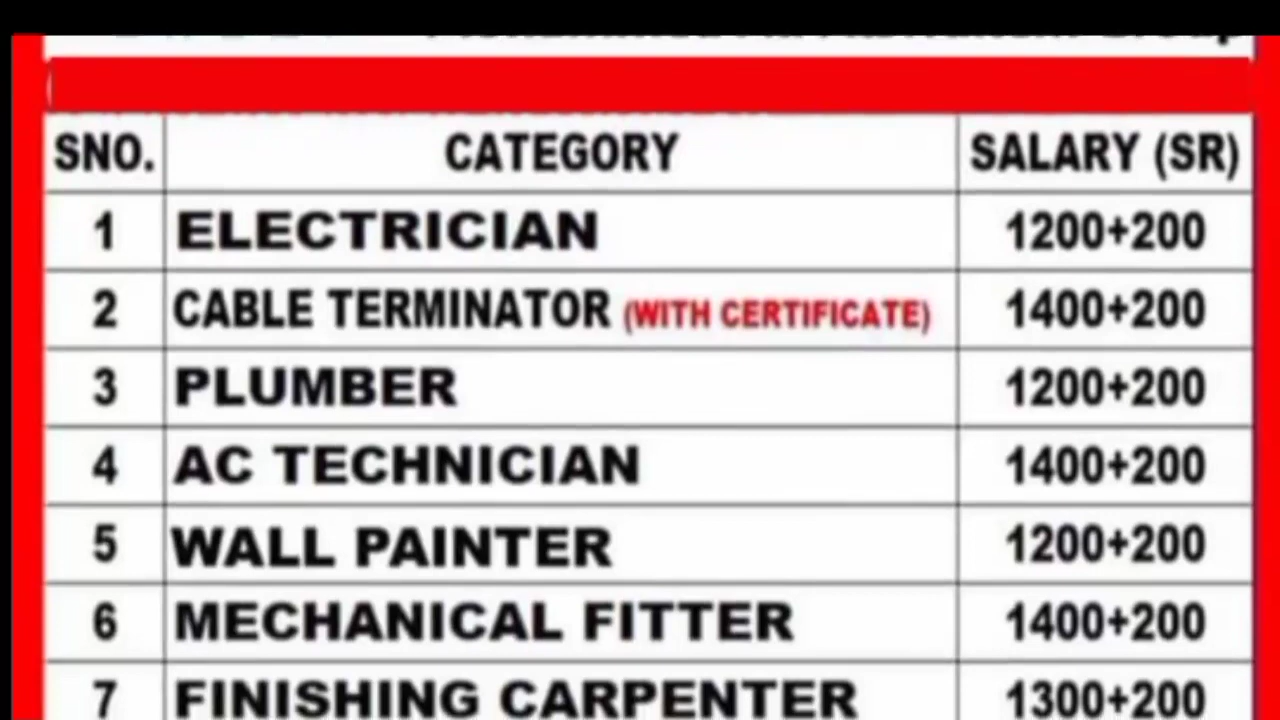 SNO. CATEGORY SALARY (SR)
1 ELECTRICIAN 1200+200
2 CABLE TERMINATOR (WITH CERTIFICATE) 1400+200
3 PLUMBER 1200+200
4 AC TECHNICIAN 1400+200
5 WALL PAINTER 1200+200
6 MECHANICAL FITTER 1400+200
7 FINISHING CARPENTER 1300+200